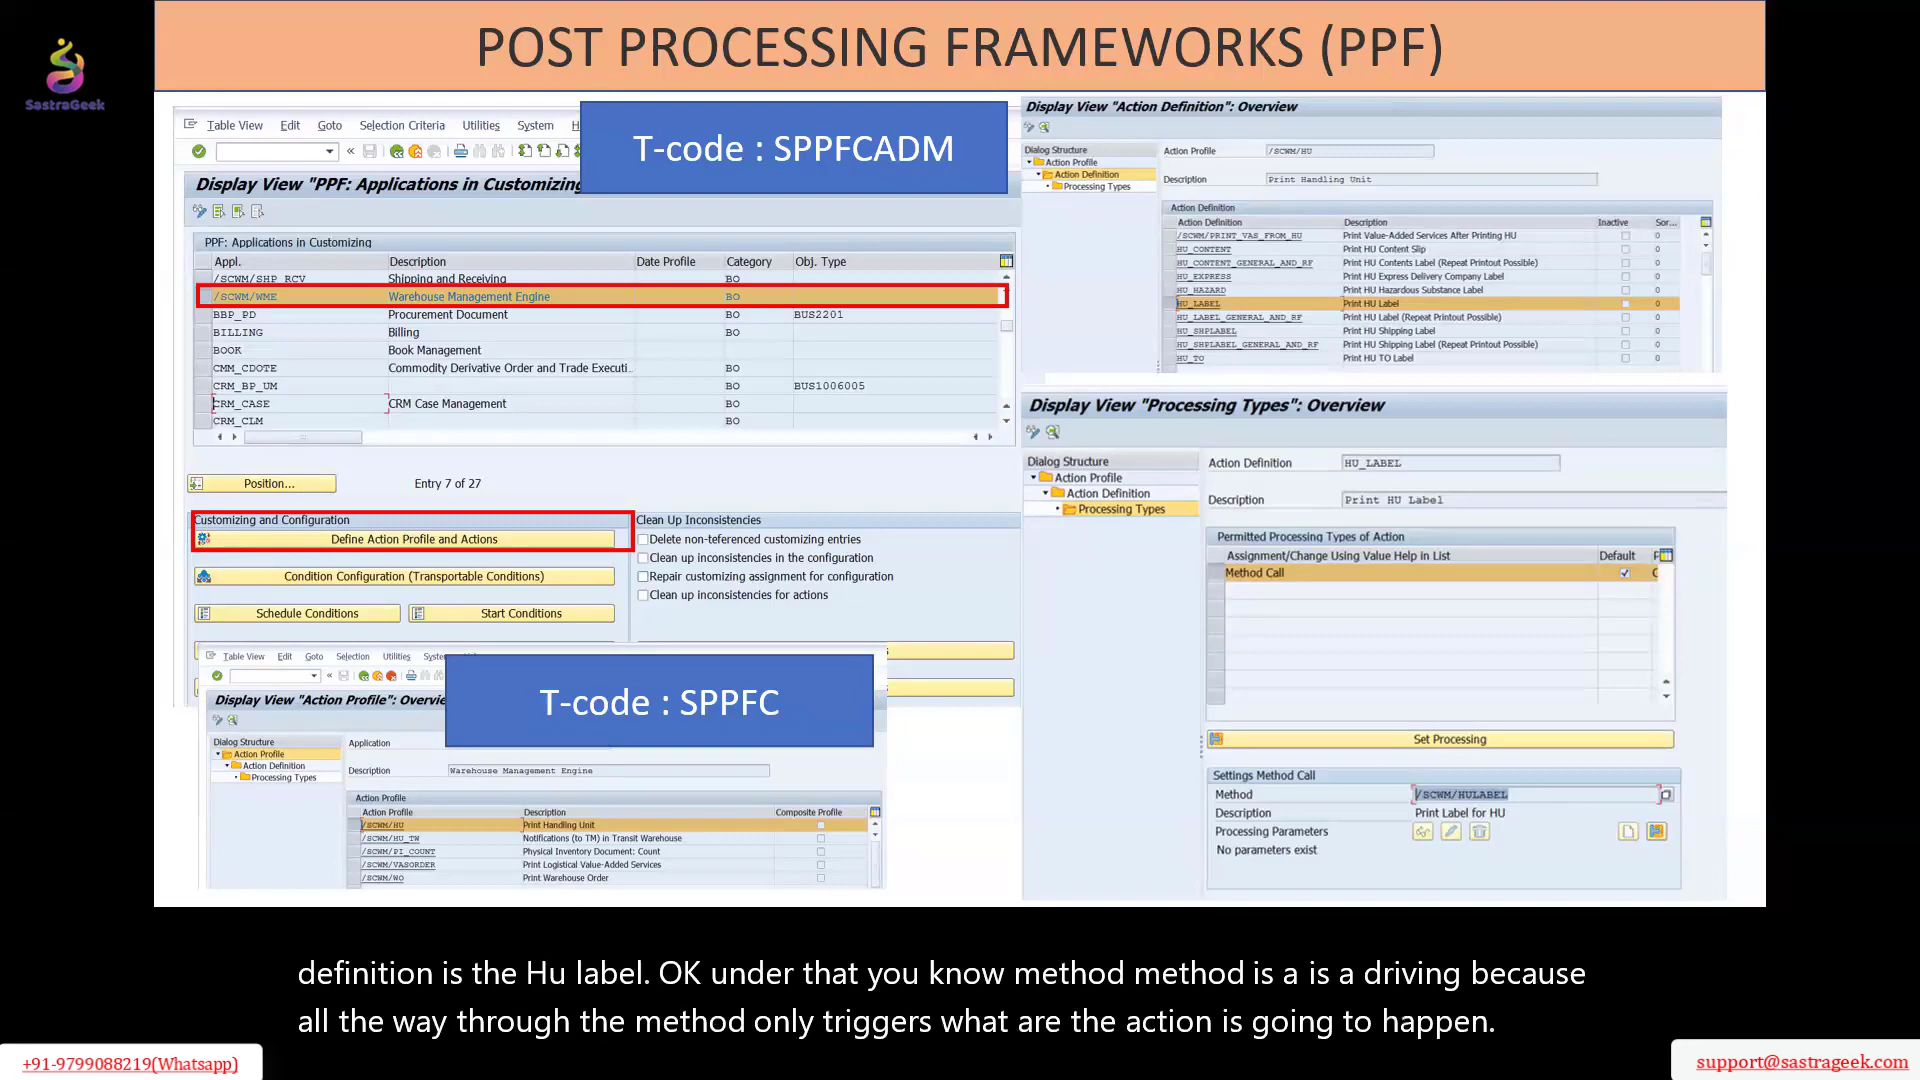 POST PROCESSING FRAMEWORKS (PPF)
SastraGeek
Table View Edit Goto Selection Criteria Utilities System H
T-code : SPPFCADM
Display View "PPF: Applications in Customizing
PPF: Applications in Customizing
Appl. Description Date Profile Category Obj. Type
/SCWM/SHP_RCV Shipping and Receiving BO
/SCWM/WME Warehouse Management Engine BO
BBP_PD Procurement Document BO BUS2201
BILLING Billing BO
BOOK Book Management
CMM_CDOTE Commodity Derivative Order and Trade Executi.. BO
CRM_BP_UM BO BUS1006005
CRM_CASE CRM Case Management BO
CRM_CLM BO
Position... Entry 7 of 27
Customizing and Configuration
Define Action Profile and Actions
Condition Configuration (Transportable Conditions)
Schedule Conditions Start Conditions
Clean Up Inconsistencies
Delete non-teferenced customizing entries
Clean up inconsistencies in the configuration
Repair customizing assignment for configuration
Clean up inconsistencies for actions
Table View Edit Goto Selection Utilities Syste
T-code : SPPFC
Display View "Action Profile": Overvie
Dialog Structure
Action Profile
Action Definition
Processing Types
Application
Description Warehouse Management Engine
Action Profile
Action Profile Description Composite Profile
/SCWM/HU Print Handling Unit
/SCWM/HU_TW Notifications (to TM) in Transit Warehouse
/SCWM/PI_COUNT Physical Inventory Document: Count
/SCWM/VASORDER Print Logistical Value-Added Services
/SCWM/WO Print Warehouse Order
Display View "Action Definition": Overview
Dialog Structure
Action Profile
Action Definition
Processing Types
Action Profile /SCWM/HU
Description Print Handling Unit
Action Definition
Action Definition Description Inactive Sor...
/SCWM/PRINT_VAS_FROM_HU Print Value-Added Services After Printing HU 0
HU_CONTENT Print HU Content Slip 0
HU_CONTENT_GENERAL_AND_RF Print HU Contents Label (Repeat Printout Possible) 0
HU_EXPRESS Print HU Express Delivery Company Label 0
HU_HAZARD Print HU Hazardous Substance Label 0
HU_LABEL Print HU Label 0
HU_LABEL_GENERAL_AND_RF Print HU Label (Repeat Printout Possible) 0
HU_SHPLABEL Print HU Shipping Label 0
HU_SHPLABEL_GENERAL_AND_RF Print HU Shipping Label (Repeat Printout Possible) 0
HU_TO Print HU TO Label 0
Display View "Processing Types": Overview
Dialog Structure
Action Profile
Action Definition
Processing Types
Action Definition HU_LABEL
Description Print HU Label
Permitted Processing Types of Action
Assignment/Change Using Value Help in List Default
Method Call
Set Processing
Settings Method Call
Method /SCWM/HULABEL
Description Print Label for HU
Processing Parameters
No parameters exist
definition is the Hu label. OK under that you know method method is a is a driving because
all the way through the method only triggers what are the action is going to happen.
+91-9799088219(Whatsapp)
support@sastrageek.com